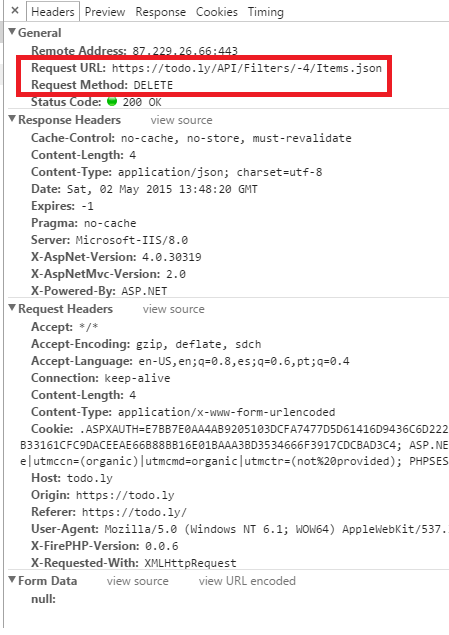 × Headers Preview Response Cookies Timing
▼General
Remote Address: 87.229.26.66:443
Request URL: https://todo.ly/API/Filters/-4/Items.json
Request Method: DELETE
Status Code: 200 OK
▼Response Headers view source
Cache-Control: no-cache, no-store, must-revalidate
Content-Length: 4
Content-Type: application/json; charset=utf-8
Date: Sat, 02 May 2015 13:48:20 GMT
Expires: -1
Pragma: no-cache
Server: Microsoft-IIS/8.0
X-AspNet-Version: 4.0.30319
X-AspNetMvc-Version: 2.0
X-Powered-By: ASP.NET
▼Request Headers view source
Accept: */*
Accept-Encoding: gzip, deflate, sdch
Accept-Language: en-US,en;q=0.8,es;q=0.6,pt;q=0.4
Connection: keep-alive
Content-Length: 4
Content-Type: application/x-www-form-urlencoded
Cookie: .ASPXAUTH=E7BB7E0AA4AB9205103DCFA7477D5D61416D9436C6D222
B33161CFC9DACEEAE66B88BB16E01BAAA3BD3534666F3917CDCBAD3C4; ASP.NE
e|utmccn=(organic)|utmcmd=organic|utmctr=(not%20provided); PHPSES
Host: todo.ly
Origin: https://todo.ly
Referer: https://todo.ly/
User-Agent: Mozilla/5.0 (Windows NT 6.1; WOW64) AppleWebKit/537.
X-FirePHP-Version: 0.0.6
X-Requested-With: XMLHttpRequest
▼Form Data view source view URL encoded
null: